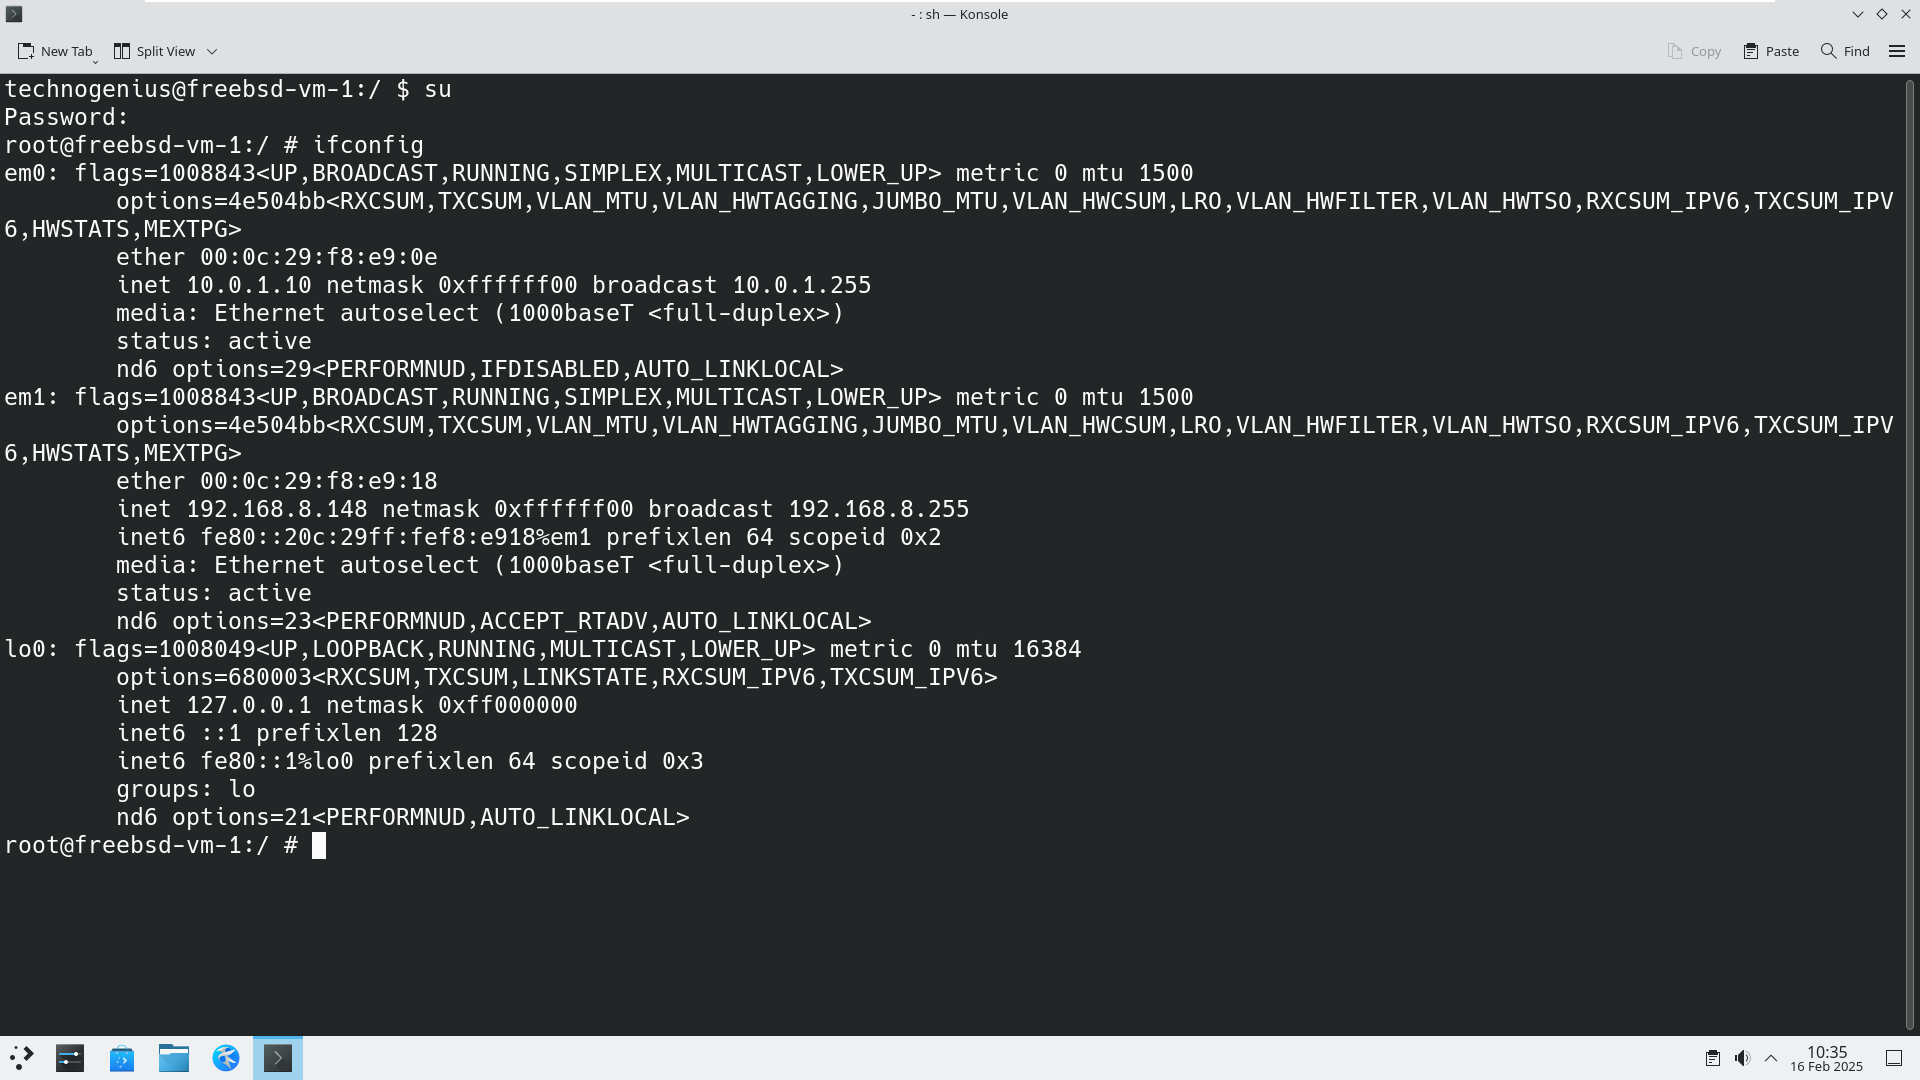 - : sh — Konsole
New Tab
Split View
Copy
Paste
Find
technogenius@freebsd-vm-1:/ $ su
Password:
root@freebsd-vm-1:/ # ifconfig
em0: flags=1008843<UP,BROADCAST,RUNNING,SIMPLEX,MULTICAST,LOWER_UP> metric 0 mtu 1500
options=4e504bb<RXCSUM,TXCSUM,VLAN_MTU,VLAN_HWTAGGING,JUMBO_MTU,VLAN_HWCSUM,LRO,VLAN_HWFILTER,VLAN_HWTSO,RXCSUM_IPV6,TXCSUM_IPV
6,HWSTATS,MEXTPG>
ether 00:0c:29:f8:e9:0e
inet 10.0.1.10 netmask 0xffffff00 broadcast 10.0.1.255
media: Ethernet autoselect (1000baseT <full-duplex>)
status: active
nd6 options=29<PERFORMNUD,IFDISABLED,AUTO_LINKLOCAL>
em1: flags=1008843<UP,BROADCAST,RUNNING,SIMPLEX,MULTICAST,LOWER_UP> metric 0 mtu 1500
options=4e504bb<RXCSUM,TXCSUM,VLAN_MTU,VLAN_HWTAGGING,JUMBO_MTU,VLAN_HWCSUM,LRO,VLAN_HWFILTER,VLAN_HWTSO,RXCSUM_IPV6,TXCSUM_IPV
6,HWSTATS,MEXTPG>
ether 00:0c:29:f8:e9:18
inet 192.168.8.148 netmask 0xffffff00 broadcast 192.168.8.255
inet6 fe80::20c:29ff:fef8:e918%em1 prefixlen 64 scopeid 0x2
media: Ethernet autoselect (1000baseT <full-duplex>)
status: active
nd6 options=23<PERFORMNUD,ACCEPT_RTADV,AUTO_LINKLOCAL>
lo0: flags=1008049<UP,LOOPBACK,RUNNING,MULTICAST,LOWER_UP> metric 0 mtu 16384
options=680003<RXCSUM,TXCSUM,LINKSTATE,RXCSUM_IPV6,TXCSUM_IPV6>
inet 127.0.0.1 netmask 0xff000000
inet6 ::1 prefixlen 128
inet6 fe80::1%lo0 prefixlen 64 scopeid 0x3
groups: lo
nd6 options=21<PERFORMNUD,AUTO_LINKLOCAL>
root@freebsd-vm-1:/ #
10:35
16 Feb 2025